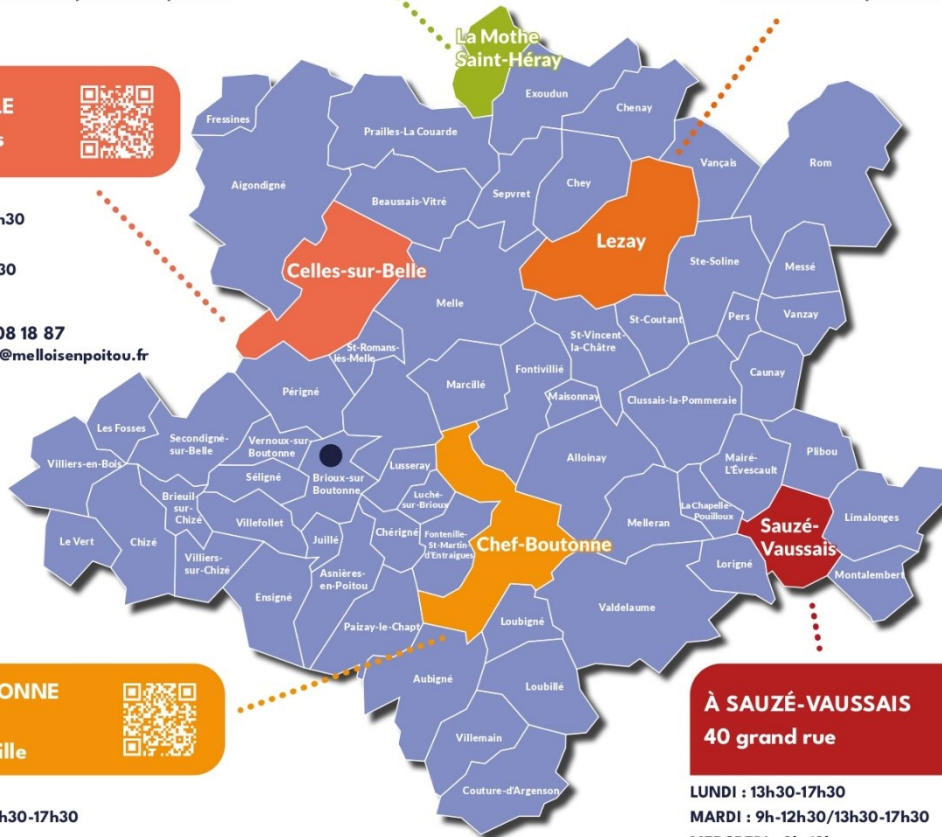 La Mothe
Saint-Héray
LE
s
h30
30
08 18 87
@melloisenpoitou.fr
Fressines
Prailles-La Couarde
Exoudun
Chenay
Vançais
Rom
Aigondigné
Beaussais-Vitré
Sepvret
Chey
Lezay
Celles-sur-Belle
Ste-Soline
Messé
Melle
St-Vincent-
la-Châtre
St-Coutant
Pers
Vanzay
St-Romans-
lès-Melle
Périgné
Marcillé
Fontivillié
Maisonnay
Clussais-la-Pommeraie
Caunay
Les Fosses
Secondigné-
sur-Belle
Vernoux-sur-
Boutonne
Villiers-en-Bois
Séligné
Brioux-sur
Boutonne
Lusseray
Alloinay
Mairé-
L'Évescault
Plibou
Brieuil
sur-
Chizé
Villefollet
Luché-
sur-Brioux
Melleran
La Chapelle-
Pouilloux
Sauzé-
Vaussais
Limalonges
Le Vert
Chizé
Villiers-
sur-Chizé
Juillé
Chérigné
Fontenille-
St-Martin
d'Entraigues
Chef-Boutonne
Lorigné
Montalembert
Ensigné
Asnières-
en-Poitou
Paizay-le-Chapt
Loubigné
Valdelaume
Aubigné
Loubillé
Villemain
Couture-d'Argenson
ONNE
ille
h30-17h30
À SAUZÉ-VAUSSAIS
40 grand rue
LUNDI : 13h30-17h30
MARDI : 9h-12h30/13h30-17h30